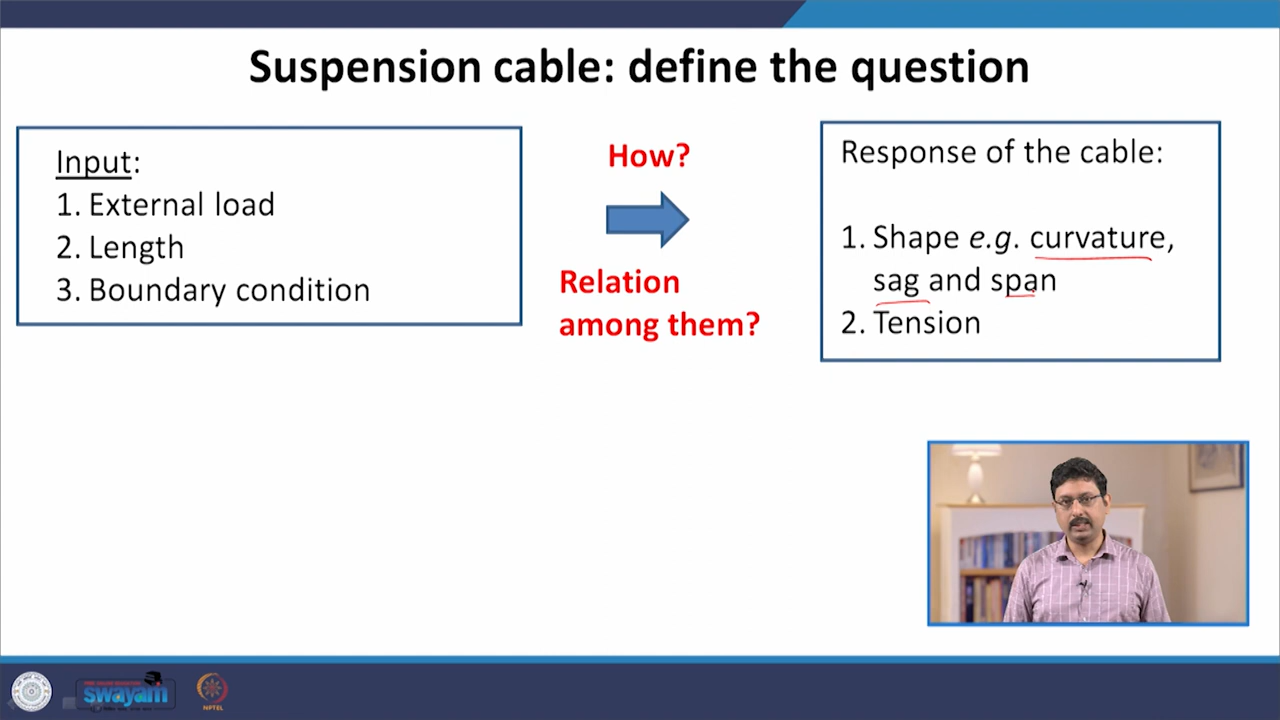 Suspension cable: define the question
Input:
1. External load
2. Length
3. Boundary condition
How?
Relation
among them?
Response of the cable:
1. Shape e.g. curvature,
sag and span
2. Tension
swayam
NPTEL